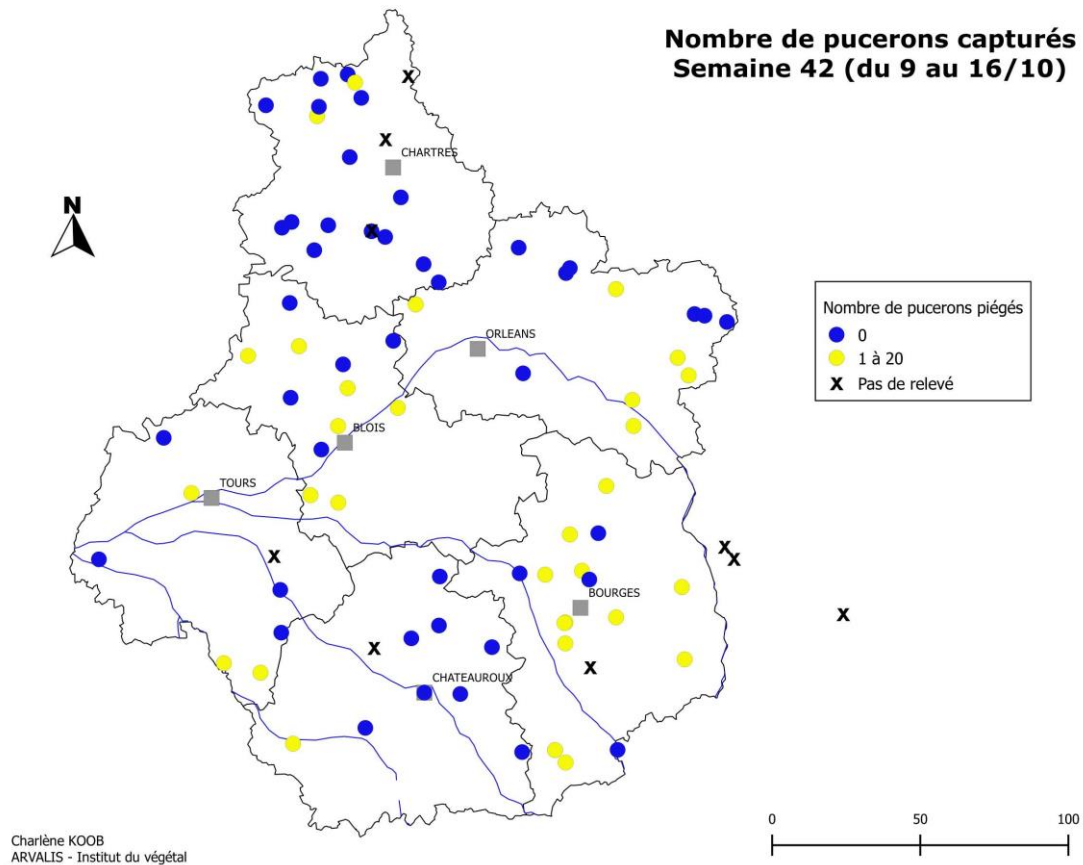 Nombre de pucerons capturés
Semaine 42 (du 9 au 16/10)
X
X
CHARTRES
N
X
Nombre de pucerons piégés
0
1 à 20
X Pas de relevé
ORLEANS
BLOIS
TOURS
X
X
X
BOURGES
X
X
X
CHATEAUROUX
0 50 100
Charlène KOOB
ARVALIS - Institut du végétal